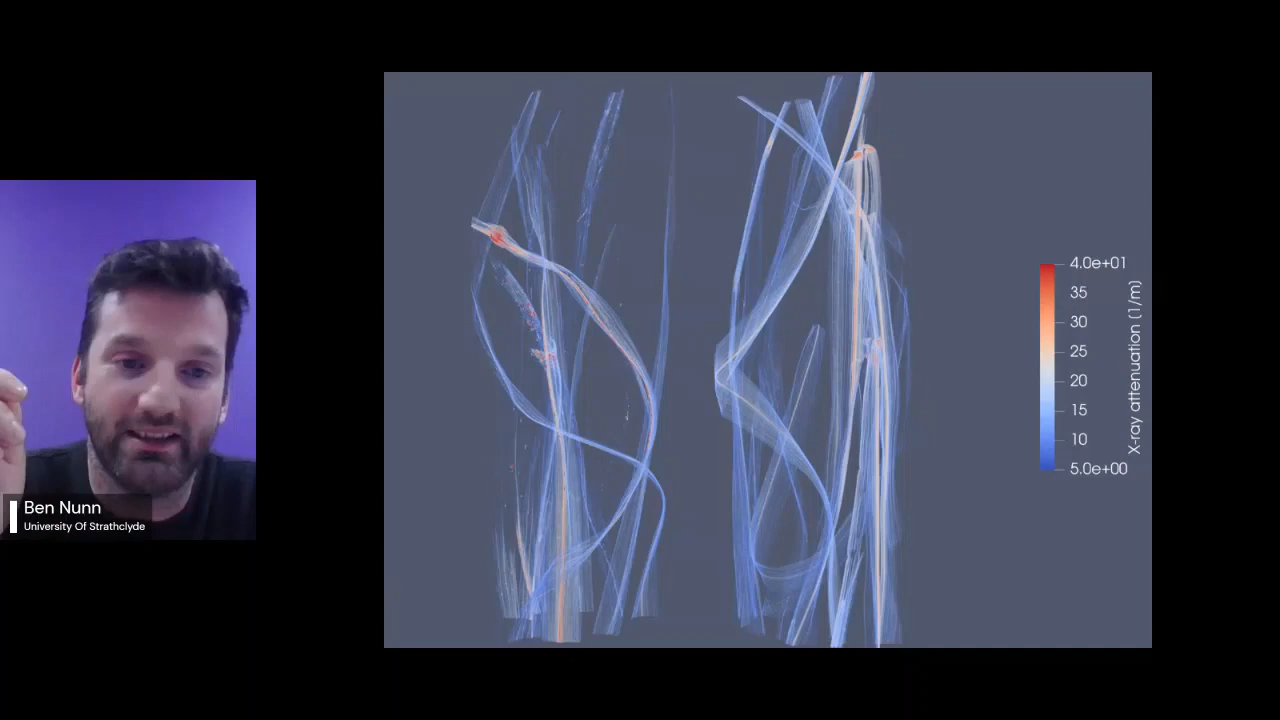 Ben Nunn
University Of Strathclyde
4.0e+01
35
30
25
20
15
10
5.0e+00
X-ray attenuation (1/m)